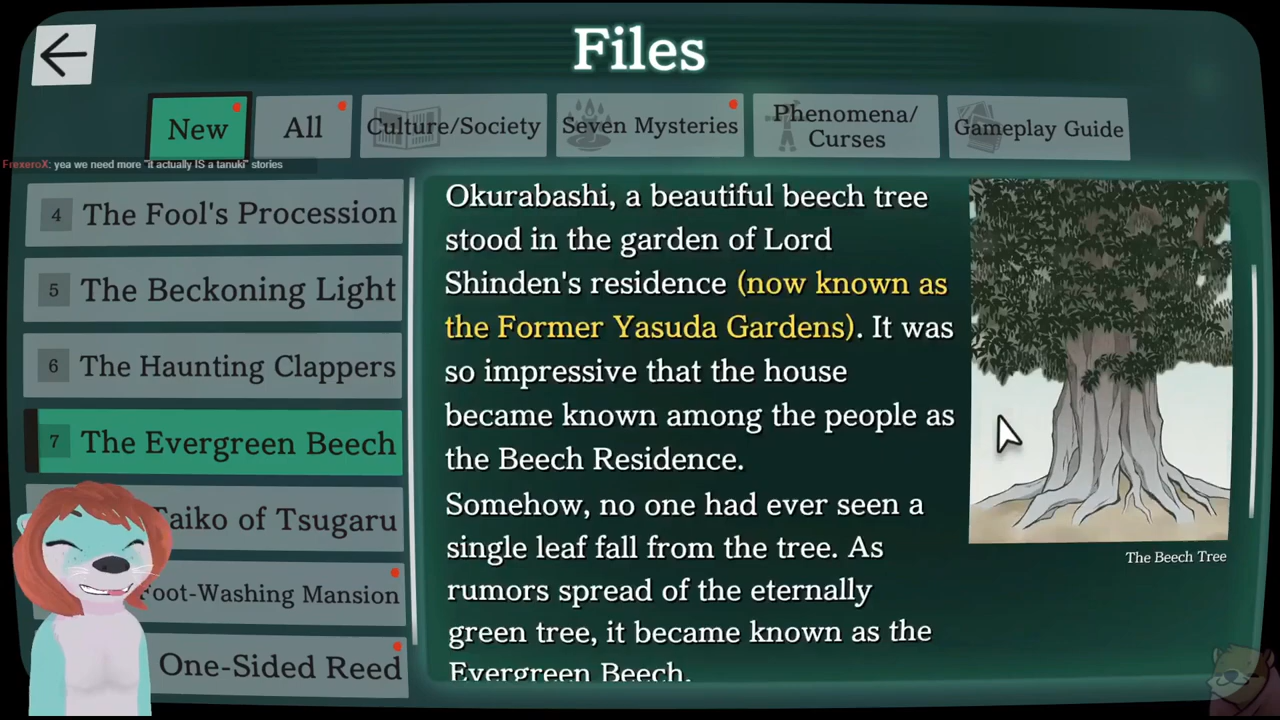 Files
New
All
Culture/Society
Seven Mysteries
Phenomena/
Curses
Gameplay Guide
FrexeroX: yea we need more "it actually IS a tanuki" stories
4 The Fool's Procession
5 The Beckoning Light
6 The Haunting Clappers
7 The Evergreen Beech
Taiko of Tsugaru
Foot-Washing Mansion
One-Sided Reed
Okurabashi, a beautiful beech tree
stood in the garden of Lord
Shinden's residence (now known as
the Former Yasuda Gardens). It was
so impressive that the house
became known among the people as
the Beech Residence.
Somehow, no one had ever seen a
single leaf fall from the tree. As
rumors spread of the eternally
green tree, it became known as the
Evergreen Beech.
The Beech Tree